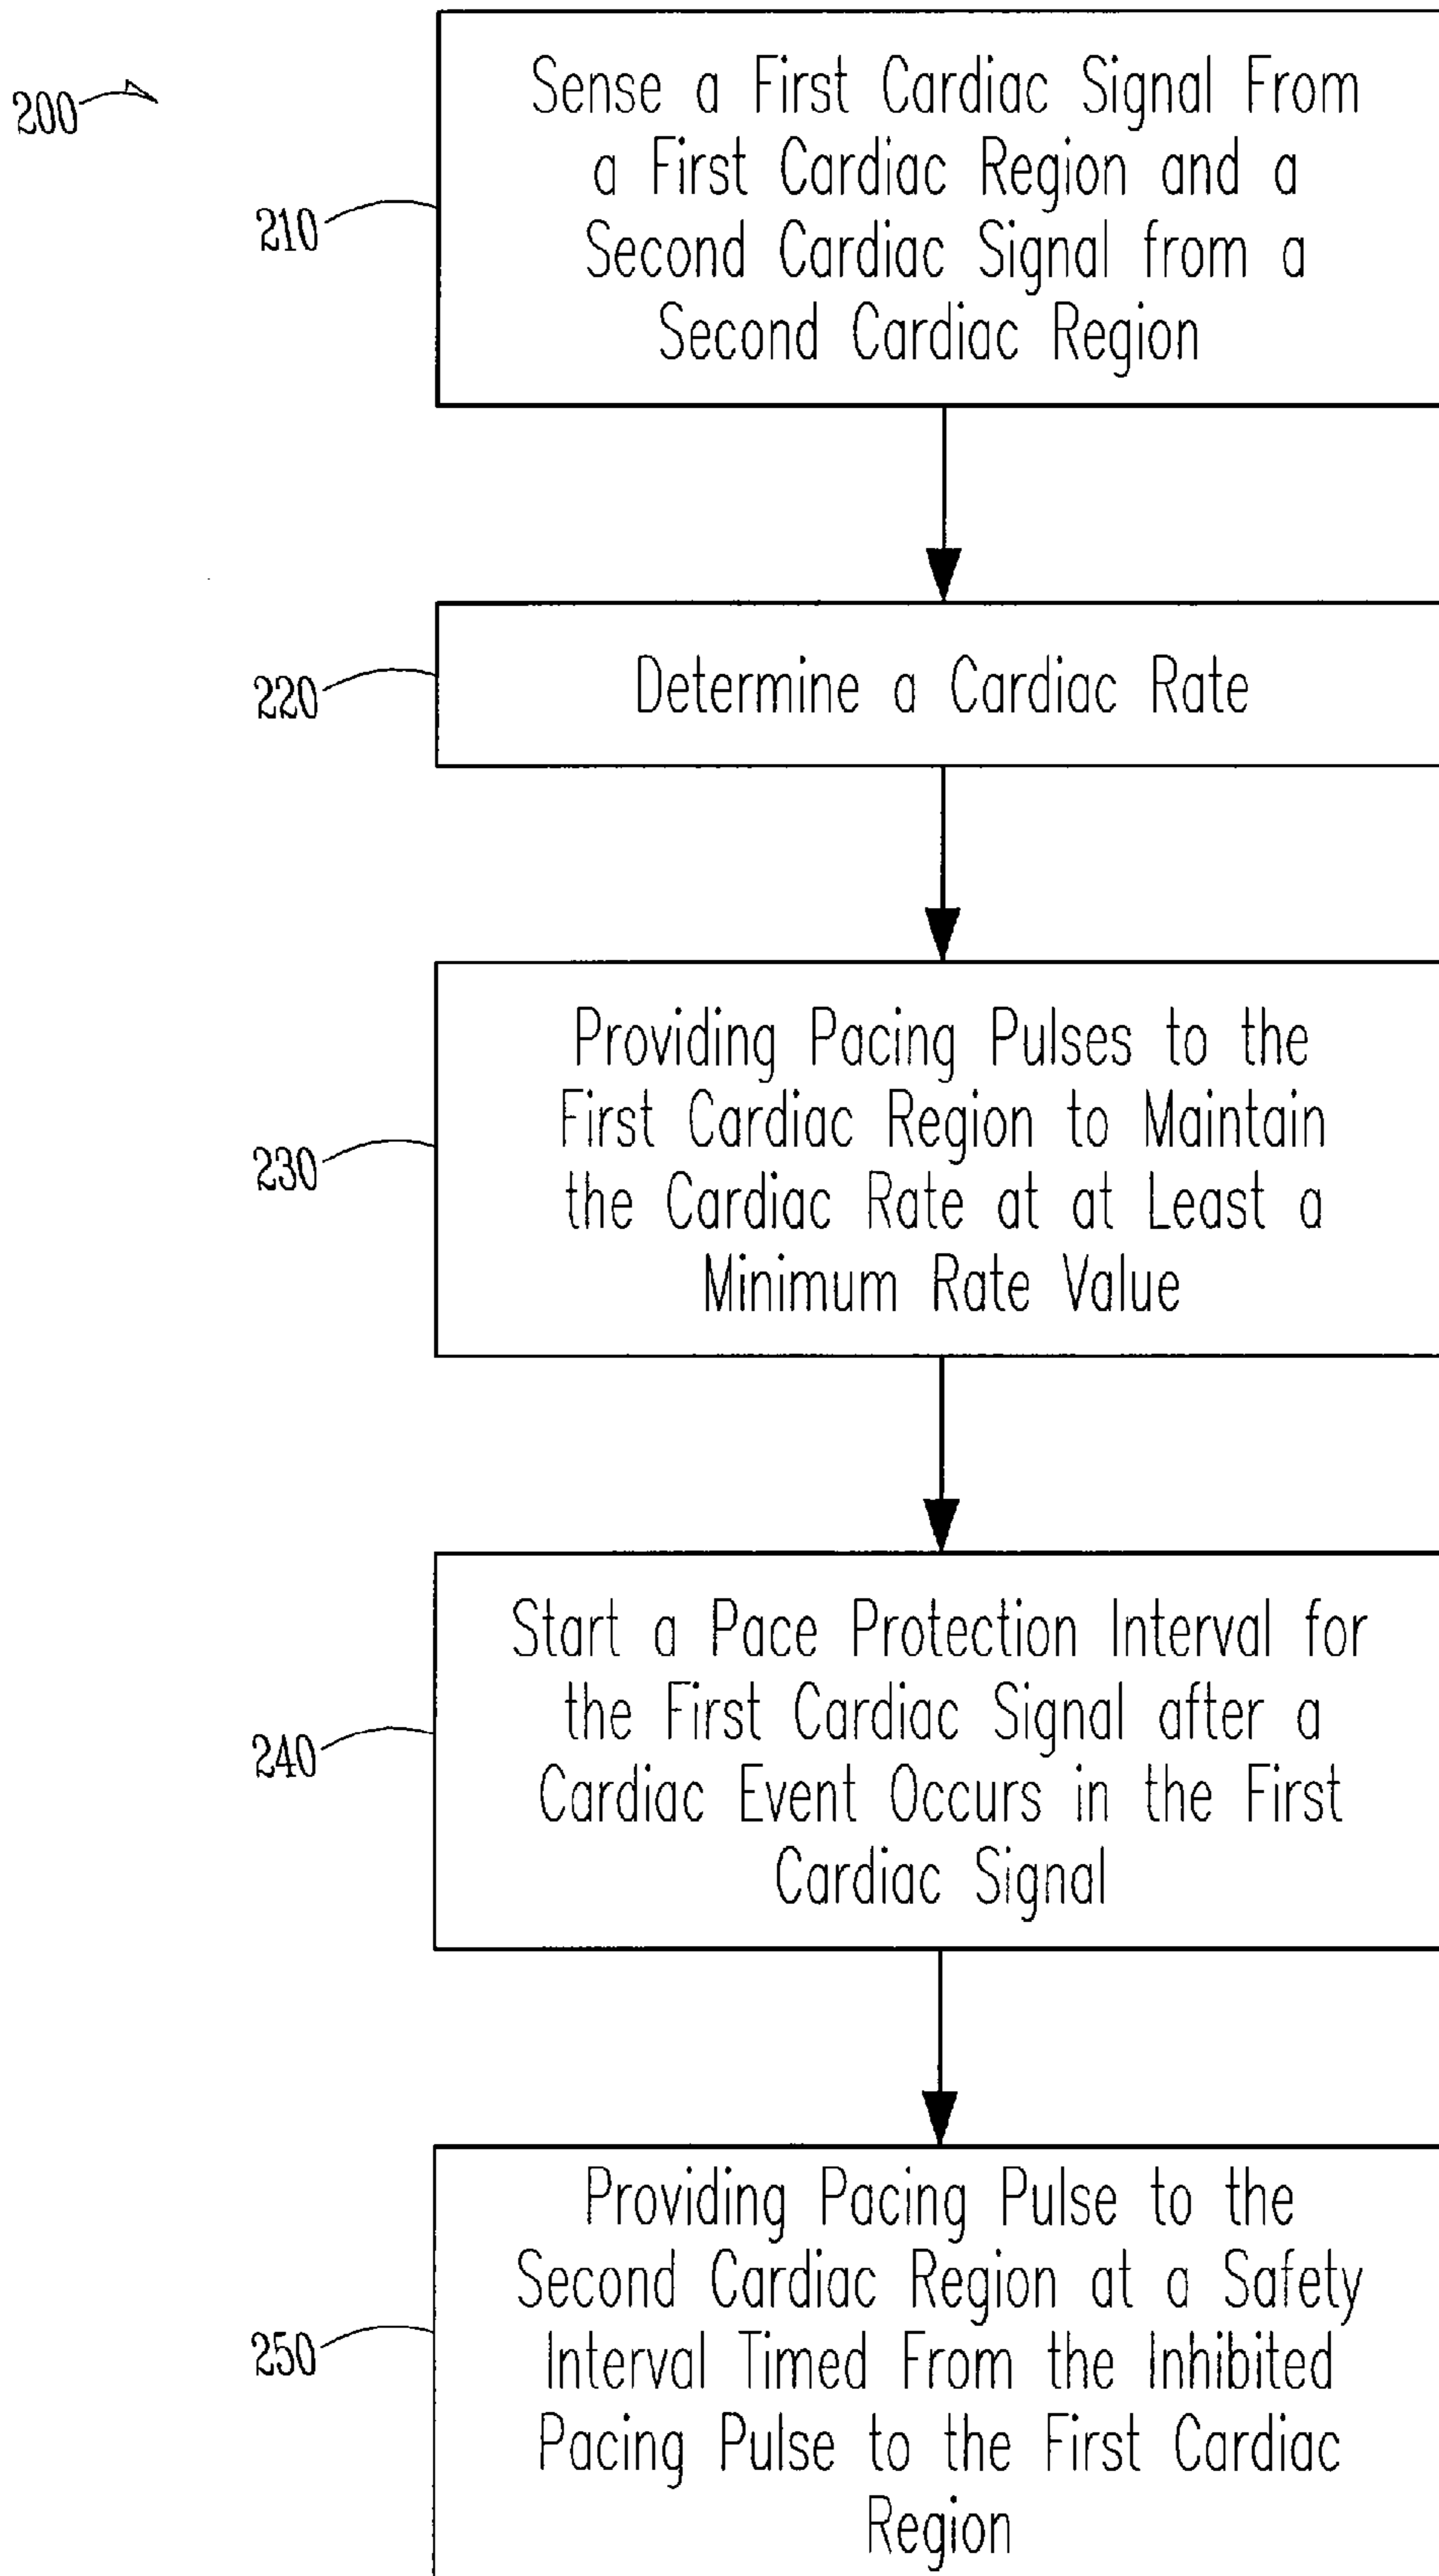 200
Sense a First Cardiac Signal From
a First Cardiac Region and a
Second Cardiac Signal from a
Second Cardiac Region
210
Determine a Cardiac Rate
220
Providing Pacing Pulses to the
First Cardiac Region to Maintain
the Cardiac Rate at at Least a
Minimum Rate Value
230
Start a Pace Protection Interval for
the First Cardiac Signal after a
Cardiac Event Occurs in the First
Cardiac Signal
240
Providing Pacing Pulse to the
Second Cardiac Region at a Safety
Interval Timed From the Inhibited
Pacing Pulse to the First Cardiac
Region
250